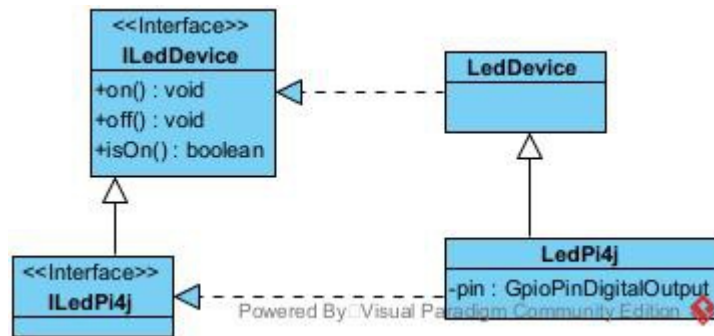 <<Interface>>
ILedDevice
+on() : void
+off() : void
+isOn() : boolean
LedDevice
<<Interface>>
ILedPi4j
LedPi4j
-pin : GpioPinDigitalOutput
Powered By Visual Paradigm Community Edition